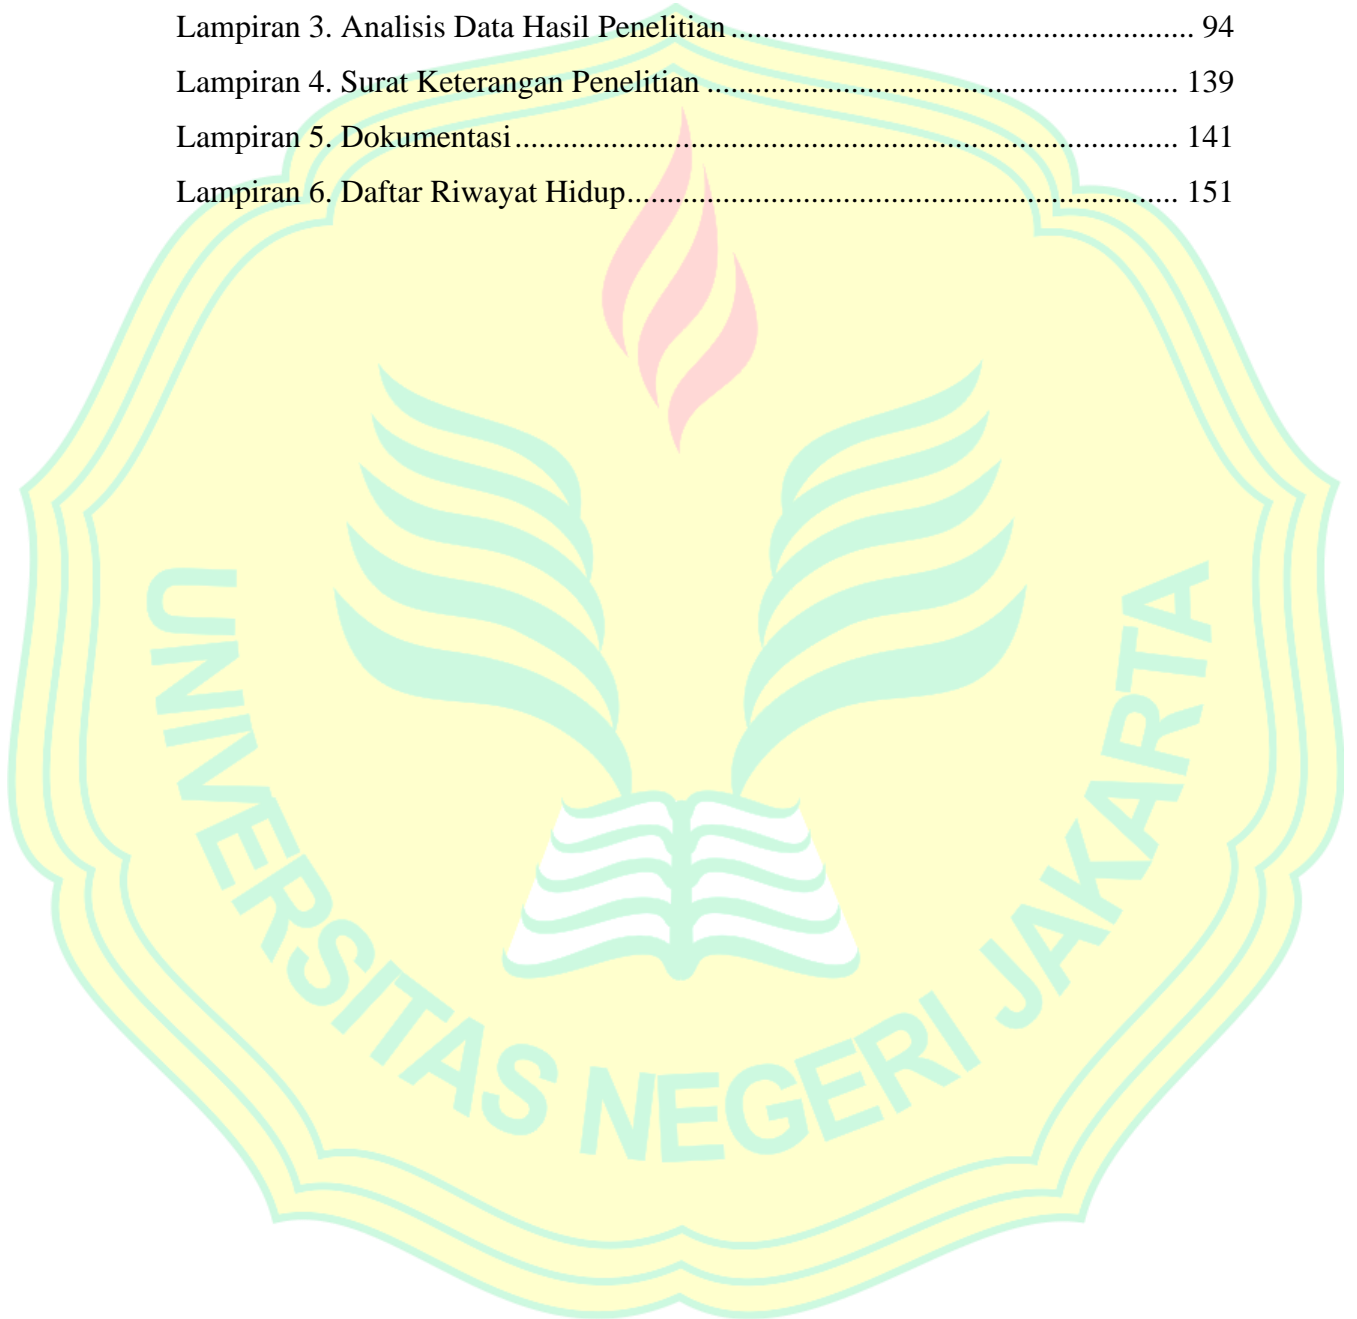 Lampiran 3. Analisis Data Hasil Penelitian.......................................................... 94
Lampiran 4. Surat Keterangan Penelitian ........................................................... 139
Lampiran 5. Dokumentasi................................................................................... 141
Lampiran 6. Daftar Riwayat Hidup..................................................................... 151
UNIVERSITAS NEGERI JAKARTA